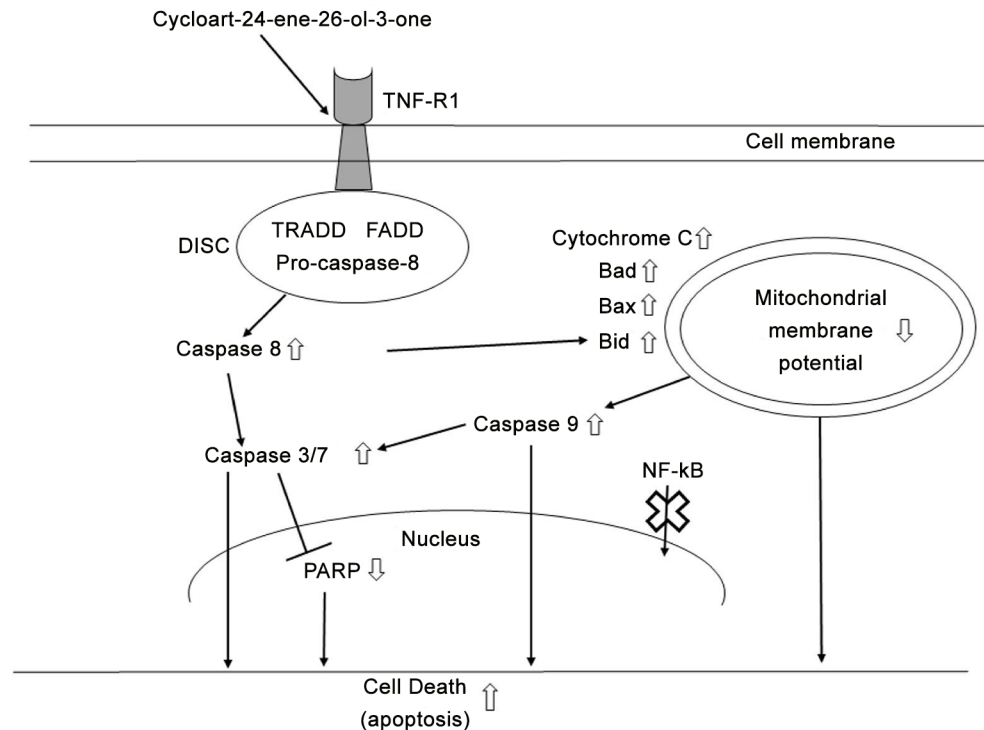 Cycloart-24-ene-26-ol-3-one
TNF-R1
Cell membrane
TRADD FADD
DISC
Pro-caspase-8
Cytochrome C
Bad
Bax
Bid
Mitochondrial
membrane
potential
Caspase 8
Caspase 9
Caspase 3/7
NF-kB
Nucleus
PARP
Cell Death
(apoptosis)